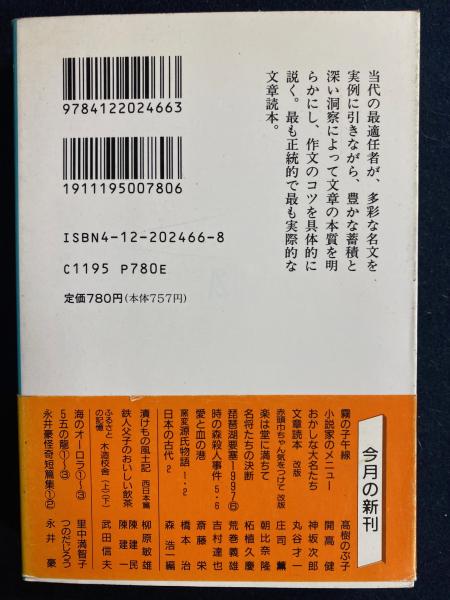 当代の最適任者が、多彩な名文を
実例に引きながら、豊かな蓄積と
深い洞察によって文章の本質を明
らかにし、作文のコツを具体的に
説く。最も正統的で最も実際的な
文章読本。
9784122024663
1911195007806
ISBN4-12-202466-8
C1195 P780E
定価780円(本体757円)
今月の新刊
霧の子午線 髙樹のぶ子
小説家のメニュー 開高 健
おかしな大名たち 神坂次郎
文章読本 改版 丸谷才一
赤頭巾ちゃん気をつけて 改版 庄司 薫
楽は堂に満ちて 朝比奈隆
名将たちの決断 柘植久慶
琵琶湖要塞1997⑥ 荒巻義雄
時の森殺人事件 5・6 吉村達也
愛と血の港 斎藤 栄
窯変源氏物語 1・2 橋本 治
日本の古代 2 森 浩一編
漬けもの風土記 西日本篇 柳原敏雄
鉄人父子のおいしい飲茶 陳建民 陳建一
ふるさとの記憶 木造校舎(上)(下) 武田信夫
海のオーロラ①〜③ 里中満智子
5五の龍①〜③ つのだじろう
永井豪怪奇短篇集①② 永井 豪